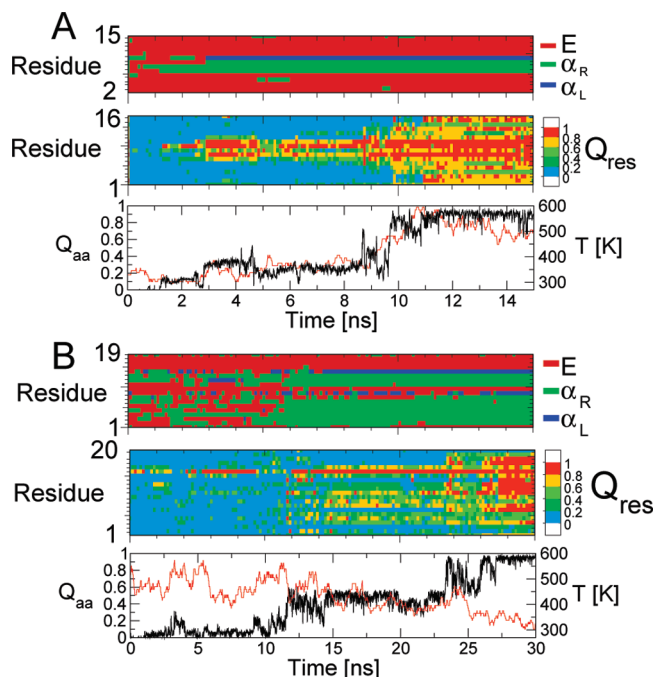 A
15
Residue
2
E
αR
αL
16
Residue
1
1
0.8
0.6
0.4
0.2
0
Qres
1
0.8
0.6
0.4
0.2
0
Qaa
600
500
400
300
T [K]
2 4 6 8 10 12 14
Time [ns]
B
19
Residue
1
E
αR
αL
20
Residue
1
1
0.8
0.6
0.4
0.2
0
Qres
1
0.8
0.6
0.4
0.2
0
Qaa
600
500
400
300
T [K]
0 5 10 15 20 25 30
Time [ns]